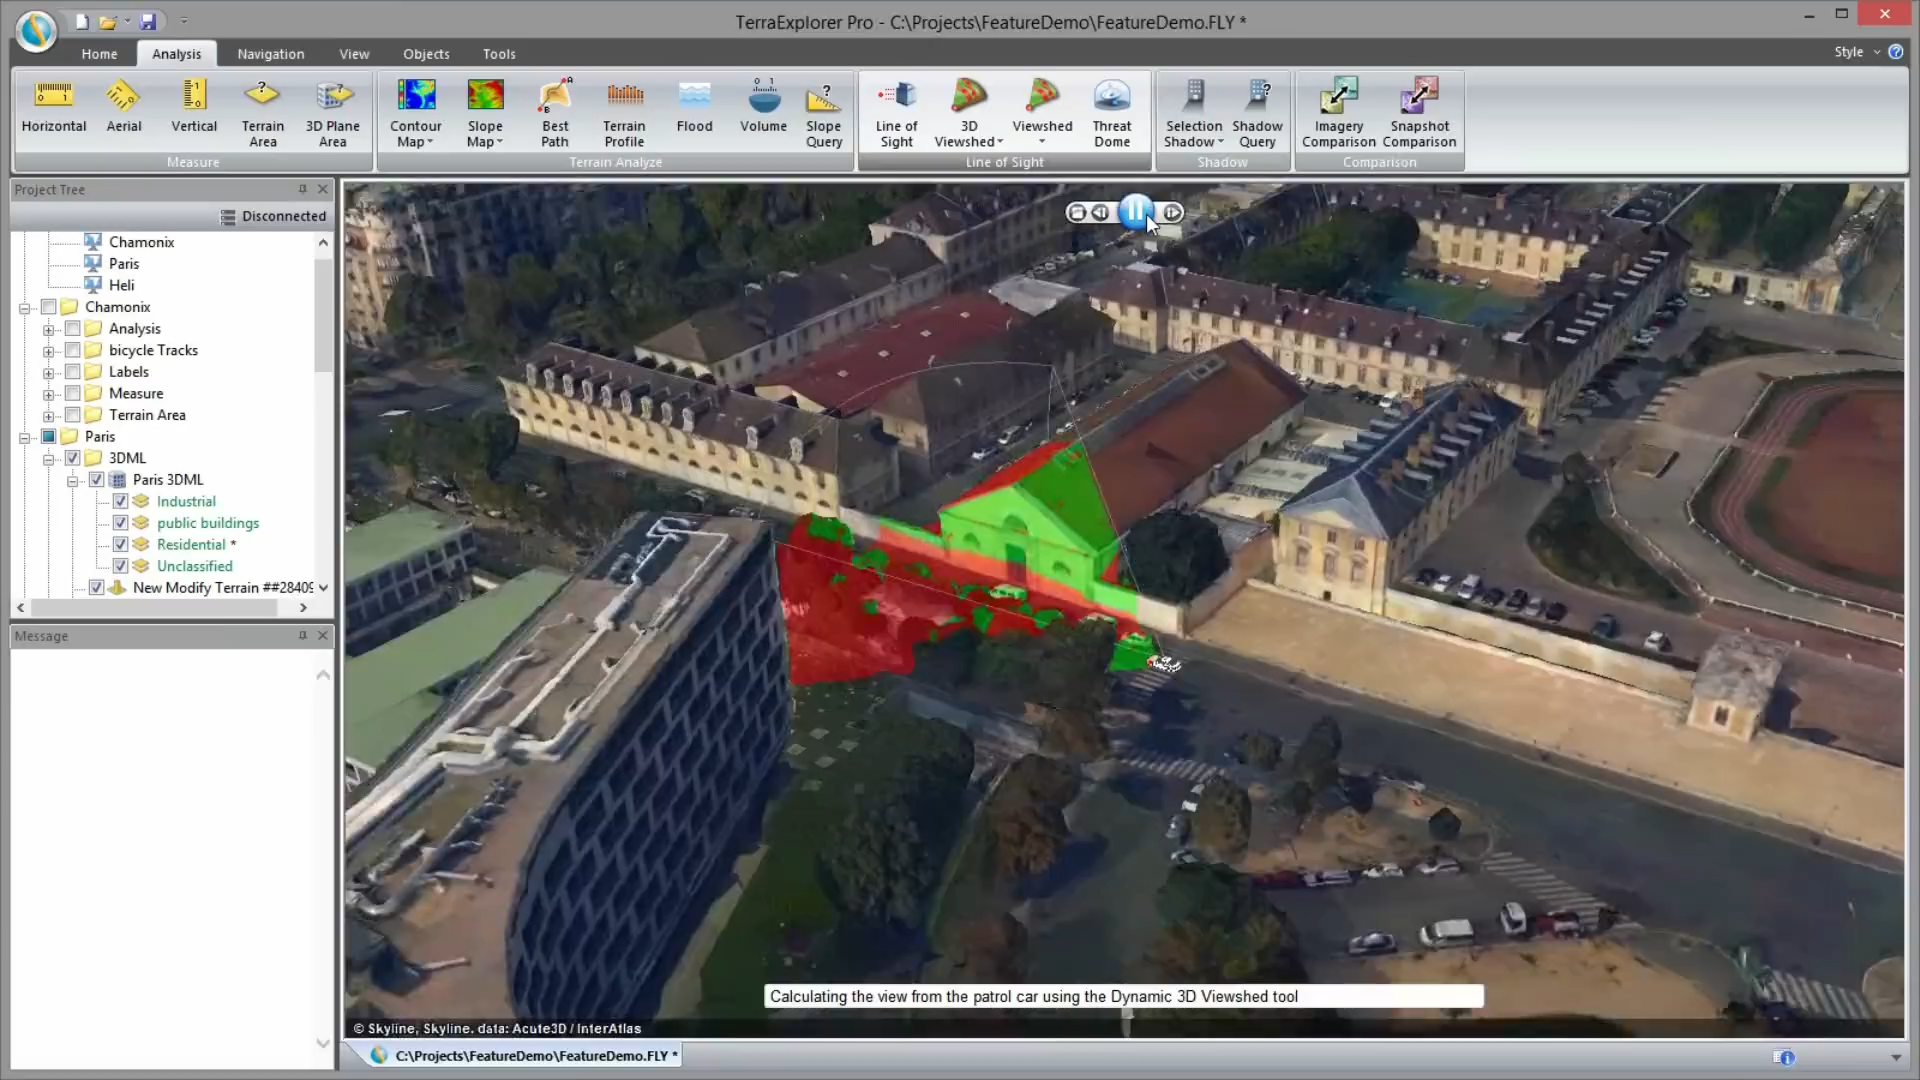 TerraExplorer Pro - C:\Projects\FeatureDemo\FeatureDemo.FLY *
Home Analysis Navigation View Objects Tools Style
Horizontal Aerial Vertical Terrain Area 3D Plane Area
Measure
Contour Map Slope Map Best Path Terrain Profile Flood Volume Slope Query
Terrain Analyze
Line of Sight 3D Viewshed Viewshed Threat Dome
Line of Sight
Selection Shadow Shadow Query
Shadow
Imagery Comparison Snapshot Comparison
Comparison
Project Tree
Disconnected
Chamonix
Paris
Heli
Chamonix
Analysis
bicycle Tracks
Labels
Measure
Terrain Area
Paris
3DML
Paris 3DML
Industrial
public buildings
Residential *
Unclassified
New Modify Terrain ##28409
Message
Calculating the view from the patrol car using the Dynamic 3D Viewshed tool
© Skyline, Skyline. data: Acute3D / InterAtlas
C:\Projects\FeatureDemo\FeatureDemo.FLY *